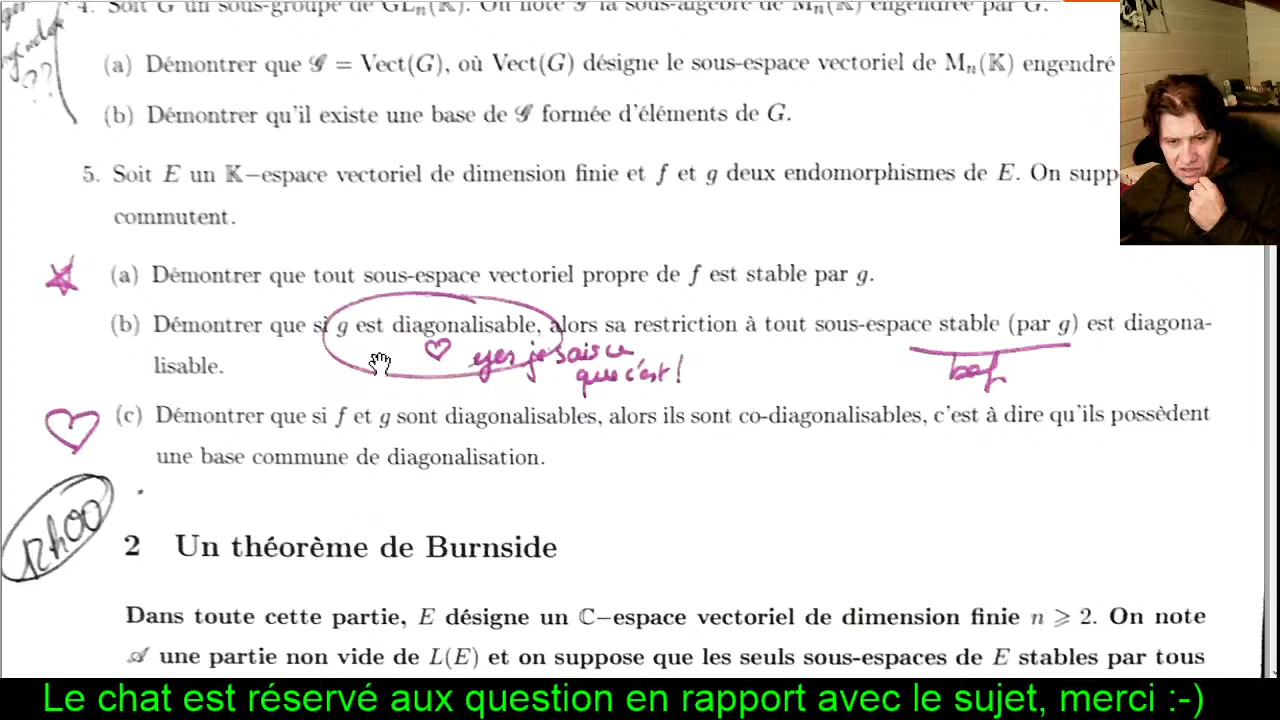 4. Soit G un sous-groupe de GLn(𝕂). On note 𝒢 la sous-algèbre de Mn(𝕂) engendrée par G.
??
(a) Démontrer que 𝒢 = Vect(G), où Vect(G) désigne le sous-espace vectoriel de Mn(𝕂) engendré
(b) Démontrer qu'il existe une base de 𝒢 formée d'éléments de G.
5. Soit E un 𝕂−espace vectoriel de dimension finie et f et g deux endomorphismes de E. On supp
commutent.
(a) Démontrer que tout sous-espace vectoriel propre de f est stable par g.
(b) Démontrer que si g est diagonalisable, alors sa restriction à tout sous-espace stable (par g) est diagona-
lisable.
yes je sais ce
que c'est !
bof
(c) Démontrer que si f et g sont diagonalisables, alors ils sont co-diagonalisables, c'est à dire qu'ils possèdent
une base commune de diagonalisation.
12h00
2 Un théorème de Burnside
Dans toute cette partie, E désigne un ℂ−espace vectoriel de dimension finie n ⩾ 2. On note
𝒜 une partie non vide de L(E) et on suppose que les seuls sous-espaces de E stables par tous
Le chat est réservé aux question en rapport avec le sujet, merci :-)